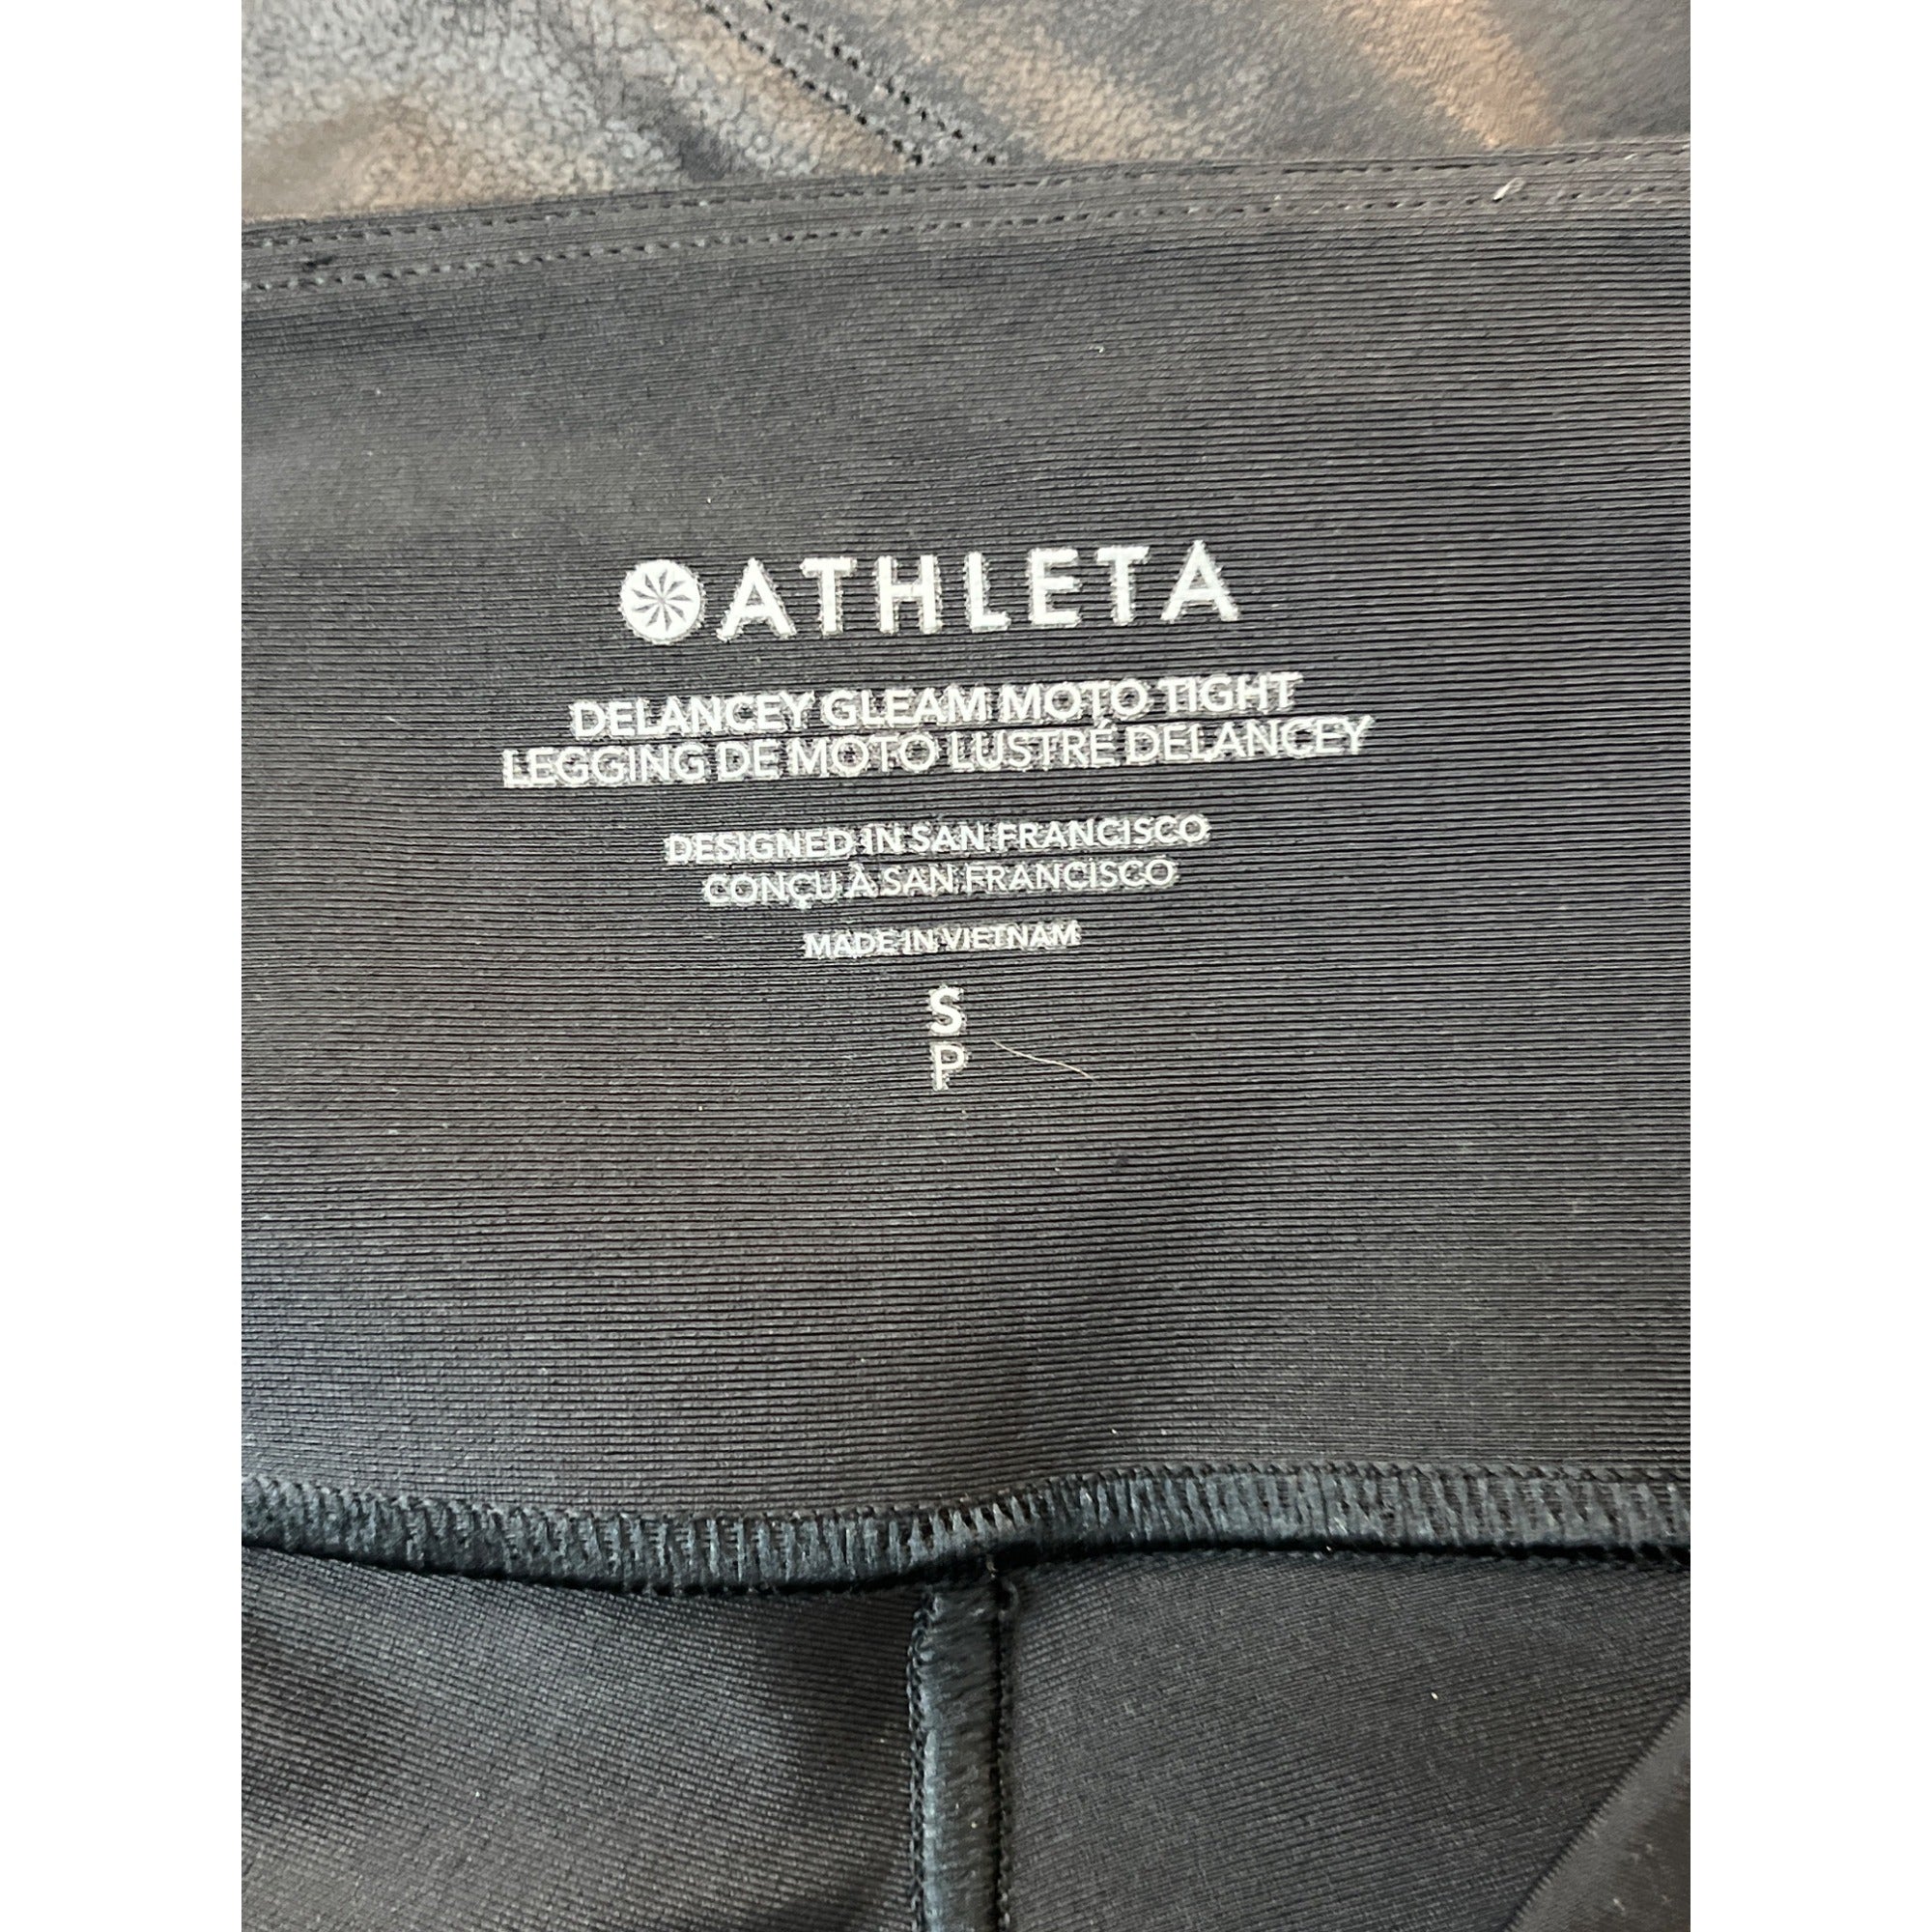 ATHLETA
DELANCEY GLEAM MOTO TIGHT
LEGGING DE MOTO LUSTRÉ DELANCEY
DESIGNED IN SAN FRANCISCO
CONÇU À SAN FRANCISCO
MADE IN VIETNAM
S
P